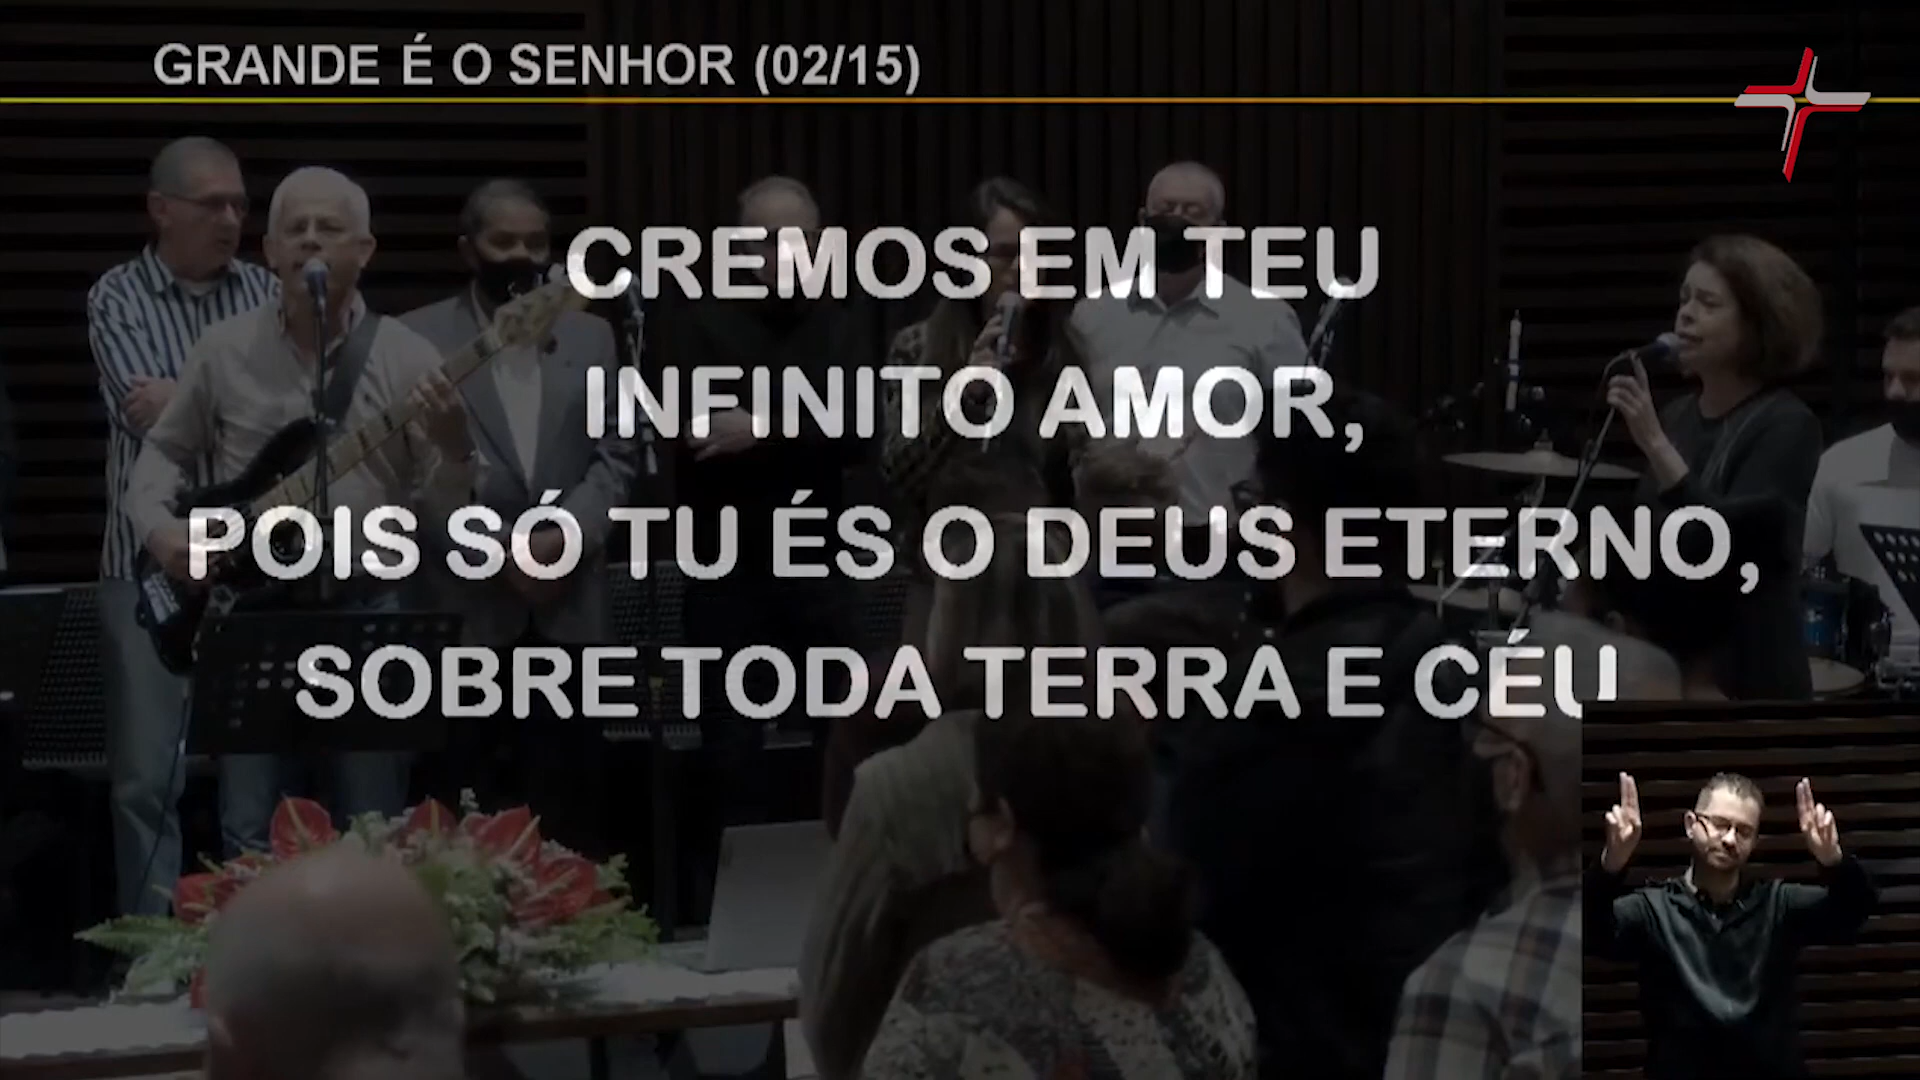 GRANDE É O SENHOR (02/15)
CREMOS EM TEU
INFINITO AMOR,
POIS SÓ TU ÉS O DEUS ETERNO,
SOBRE TODA TERRA E CÉU